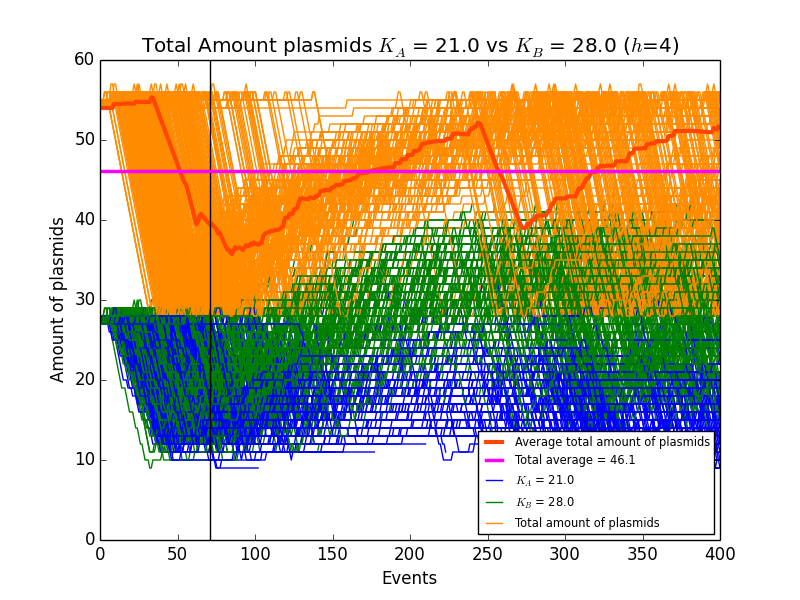 Total Amount plasmids K_A = 21.0 vs K_B = 28.0 (h=4)
60
50
40
30
20
10
0
Amount of plasmids
Average total amount of plasmids
Total average = 46.1
K_A = 21.0
K_B = 28.0
Total amount of plasmids
0 50 100 150 200 250 300 350 400
Events